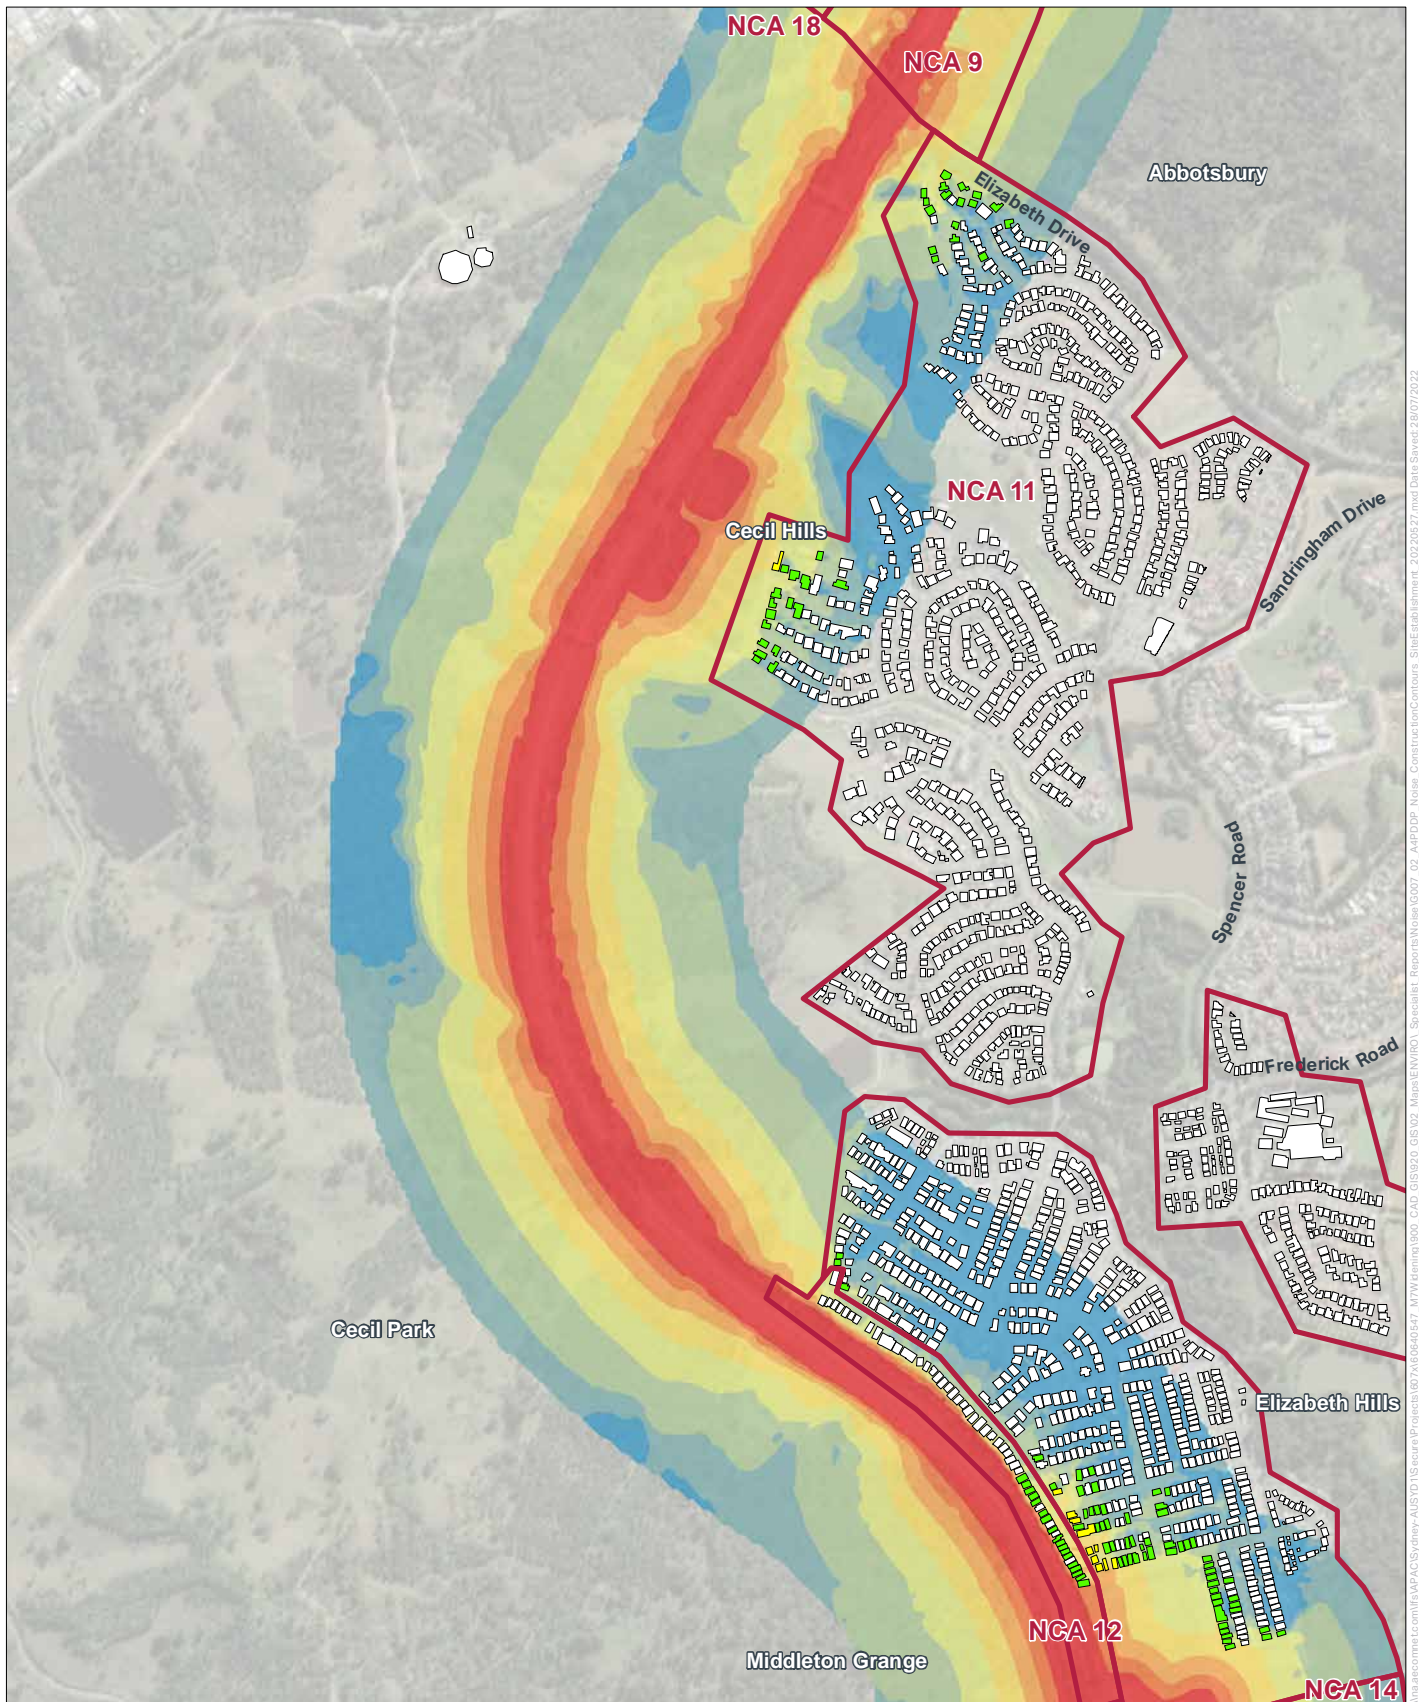 NCA 18
NCA 9
Abbotsbury
Elizabeth Drive
NCA 11
Cecil Hills
Sandringham Drive
Spencer Road
Frederick Road
Cecil Park
Elizabeth Hills
NCA 12
Middleton Grange
NCA 14